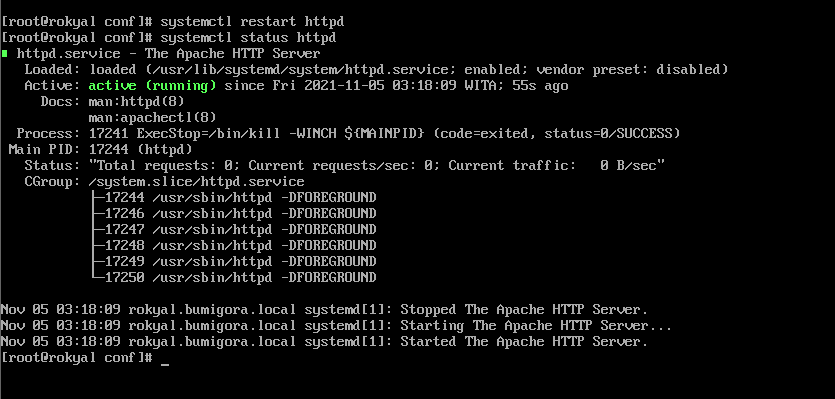 [root@rokyal conf]# systemctl restart httpd
[root@rokyal conf]# systemctl status httpd
httpd.service - The Apache HTTP Server
   Loaded: loaded (/usr/lib/systemd/system/httpd.service; enabled; vendor preset: disabled)
   Active: active (running) since Fri 2021-11-05 03:18:09 WITA; 55s ago
     Docs: man:httpd(8)
           man:apachectl(8)
  Process: 17241 ExecStop=/bin/kill -WINCH ${MAINPID} (code=exited, status=0/SUCCESS)
 Main PID: 17244 (httpd)
   Status: "Total requests: 0; Current requests/sec: 0; Current traffic:   0 B/sec"
   CGroup: /system.slice/httpd.service
           ├─17244 /usr/sbin/httpd -DFOREGROUND
           ├─17246 /usr/sbin/httpd -DFOREGROUND
           ├─17247 /usr/sbin/httpd -DFOREGROUND
           ├─17248 /usr/sbin/httpd -DFOREGROUND
           ├─17249 /usr/sbin/httpd -DFOREGROUND
           └─17250 /usr/sbin/httpd -DFOREGROUND
Nov 05 03:18:09 rokyal.bumigora.local systemd[1]: Stopped The Apache HTTP Server.
Nov 05 03:18:09 rokyal.bumigora.local systemd[1]: Starting The Apache HTTP Server...
Nov 05 03:18:09 rokyal.bumigora.local systemd[1]: Started The Apache HTTP Server.
[root@rokyal conf]# _